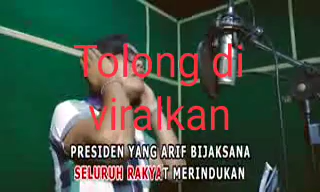 Tolong di
viralkan
PRESIDEN YANG ARIF BIJAKSANA
SELURUH RAKYAT MERINDUKAN